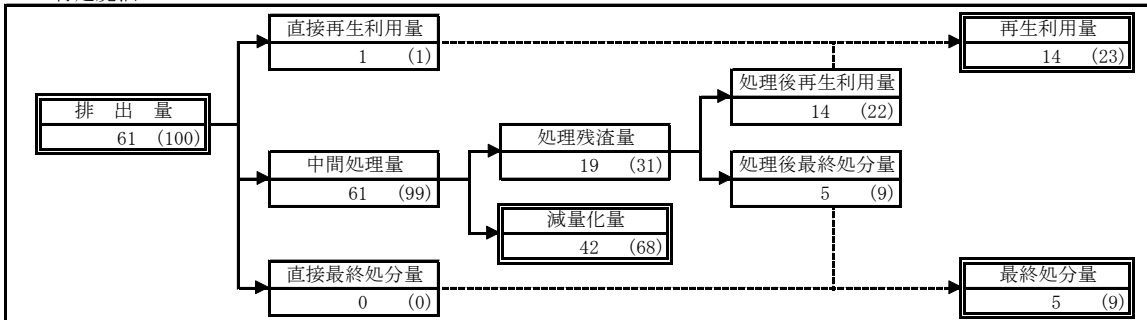 直接再生利用量
1 (1)
再生利用量
14 (23)
処理後再生利用量
14 (22)
排 出 量
61 (100)
処理残渣量
19 (31)
中間処理量
61 (99)
処理後最終処分量
5 (9)
減量化量
42 (68)
直接最終処分量
0 (0)
最終処分量
5 (9)